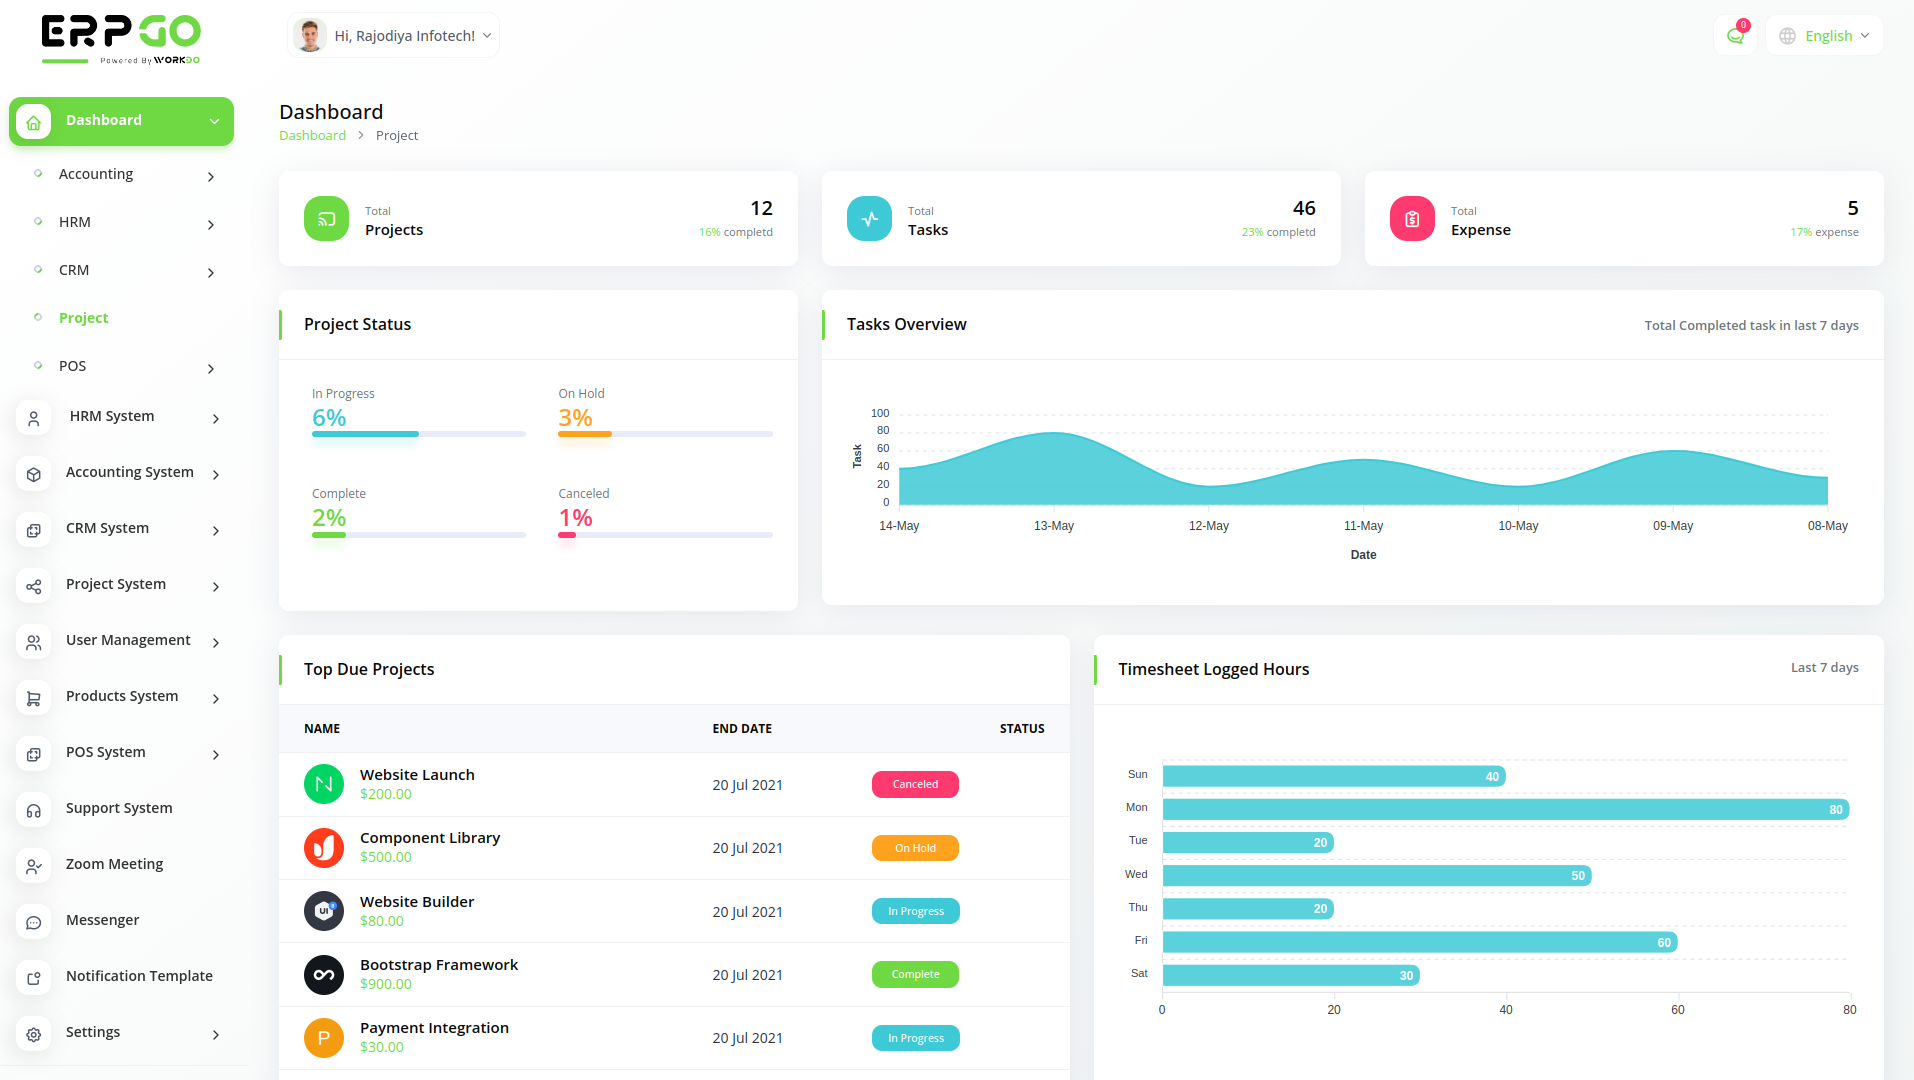 ERPGO
Powered By WORKDO
Hi, Rajodiya Infotech!
0
English
Dashboard
Accounting
HRM
CRM
Project
POS
HRM System
Accounting System
CRM System
Project System
User Management
Products System
POS System
Support System
Zoom Meeting
Messenger
Notification Template
Settings
Dashboard
Dashboard > Project
Total
Projects
12
16% completd
Total
Tasks
46
23% completd
Total
Expense
5
17% expense
Project Status
In Progress
6%
On Hold
3%
Complete
2%
Canceled
1%
Tasks Overview
Total Completed task in last 7 days
Task
100
80
60
40
20
0
14-May 13-May 12-May 11-May 10-May 09-May 08-May
Date
Top Due Projects
NAME END DATE STATUS
Website Launch
$200.00
20 Jul 2021
Canceled
Component Library
$500.00
20 Jul 2021
On Hold
UI
Website Builder
$80.00
20 Jul 2021
In Progress
Bootstrap Framework
$900.00
20 Jul 2021
Complete
P
Payment Integration
$30.00
20 Jul 2021
In Progress
Timesheet Logged Hours
Last 7 days
Sun 40
Mon 80
Tue 20
Wed 50
Thu 20
Fri 60
Sat 30
0 20 40 60 80